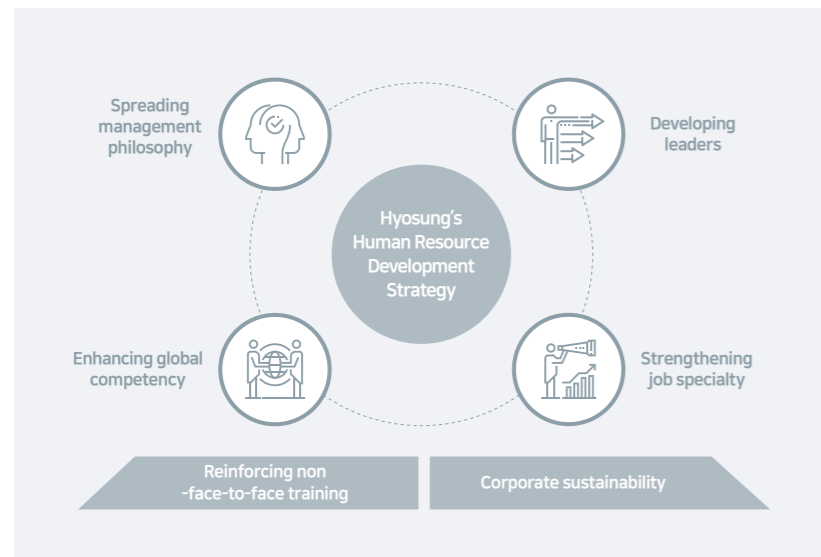 Spreading
management
philosophy
Developing
leaders
Hyosung's
Human Resource
Development
Strategy
Enhancing global
competency
Strengthening
job specialty
Reinforcing non
-face-to-face training
Corporate sustainability